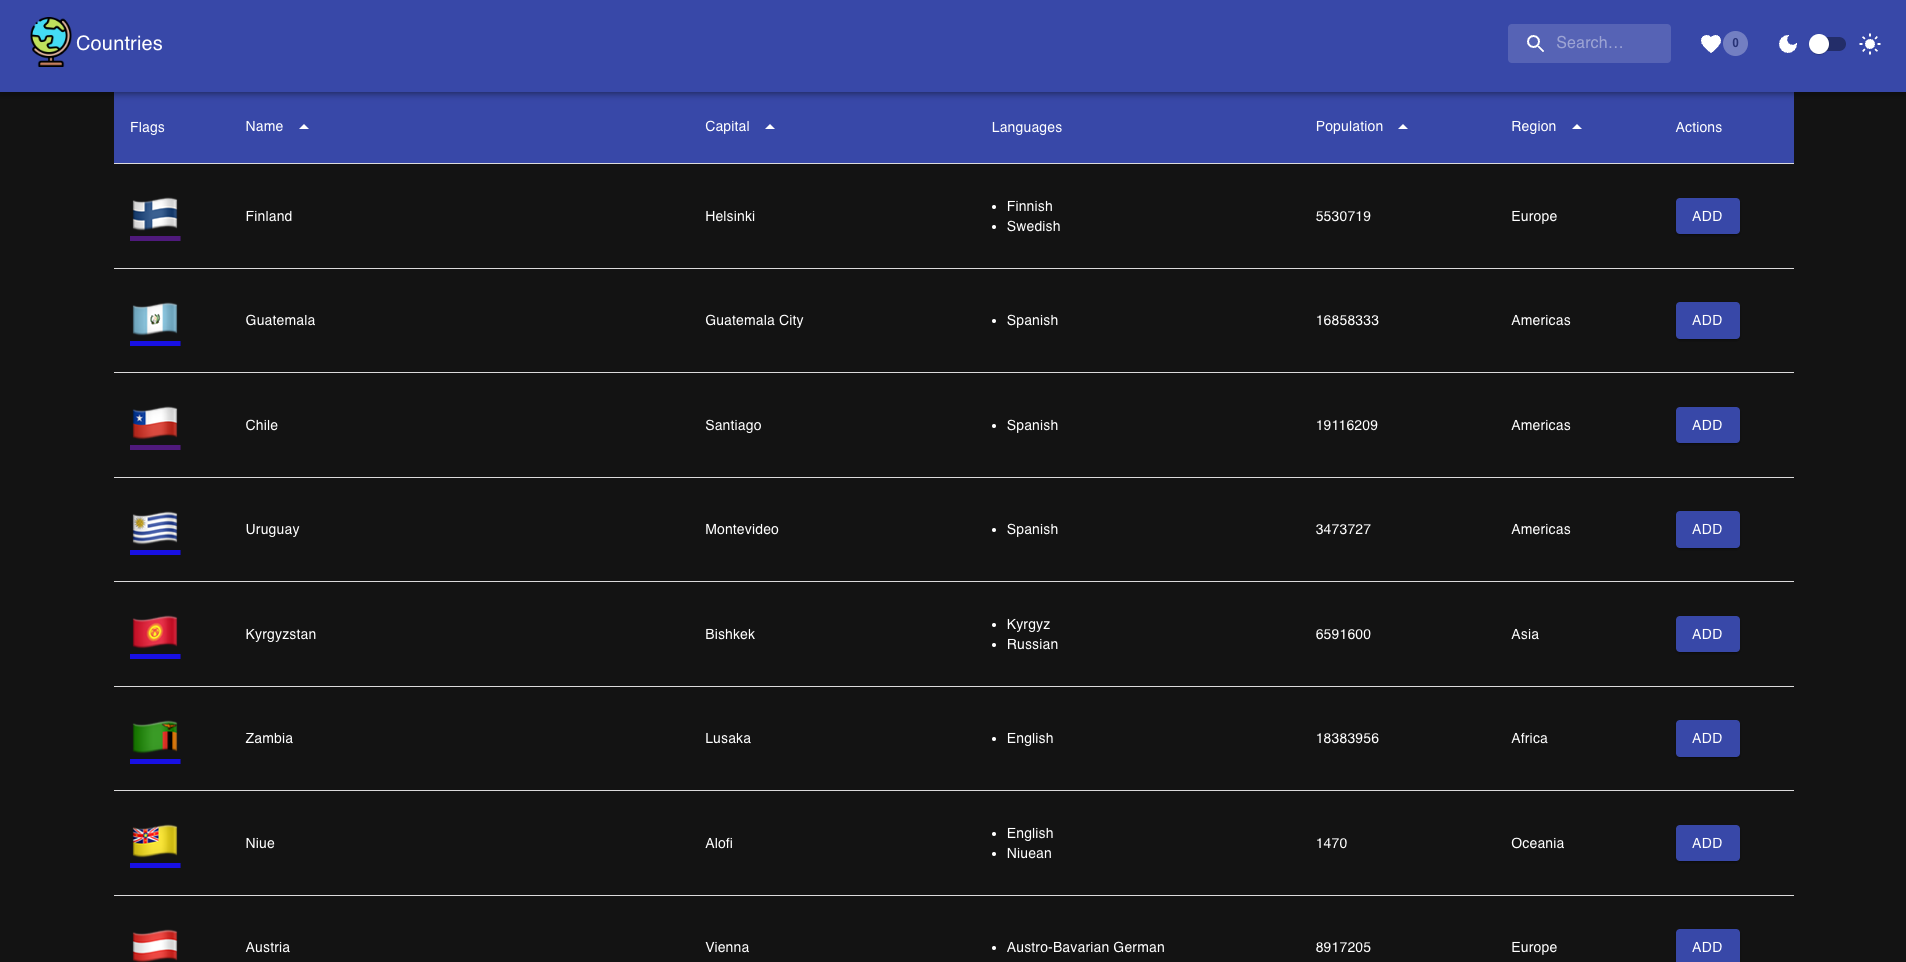 Countries
Search...
0
Flags Name Capital Languages Population Region Actions
Finland Helsinki • Finnish 5530719 Europe ADD
• Swedish
Guatemala Guatemala City • Spanish 16858333 Americas ADD
Chile Santiago • Spanish 19116209 Americas ADD
Uruguay Montevideo • Spanish 3473727 Americas ADD
Kyrgyzstan Bishkek • Kyrgyz 6591600 Asia ADD
• Russian
Zambia Lusaka • English 18383956 Africa ADD
Niue Alofi • English 1470 Oceania ADD
• Niuean
Austria Vienna • Austro-Bavarian German 8917205 Europe ADD